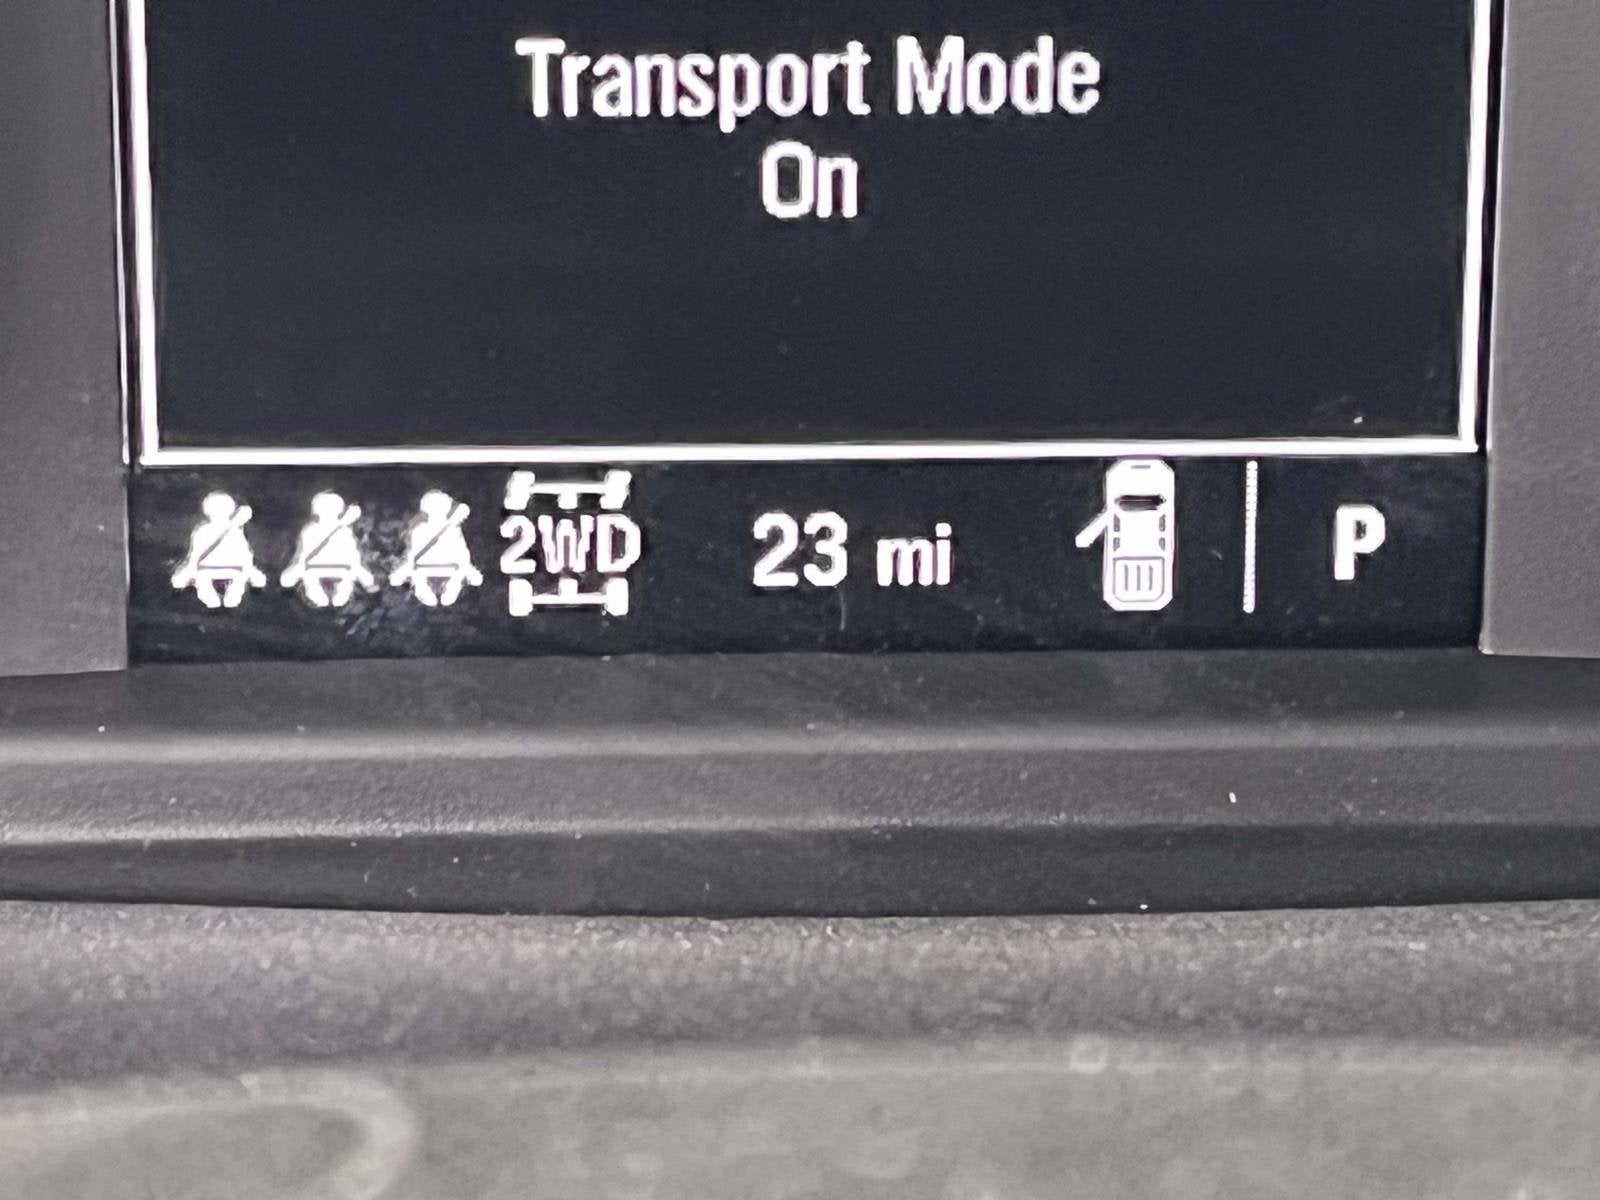 Transport Mode
On
2WD 23 mi P